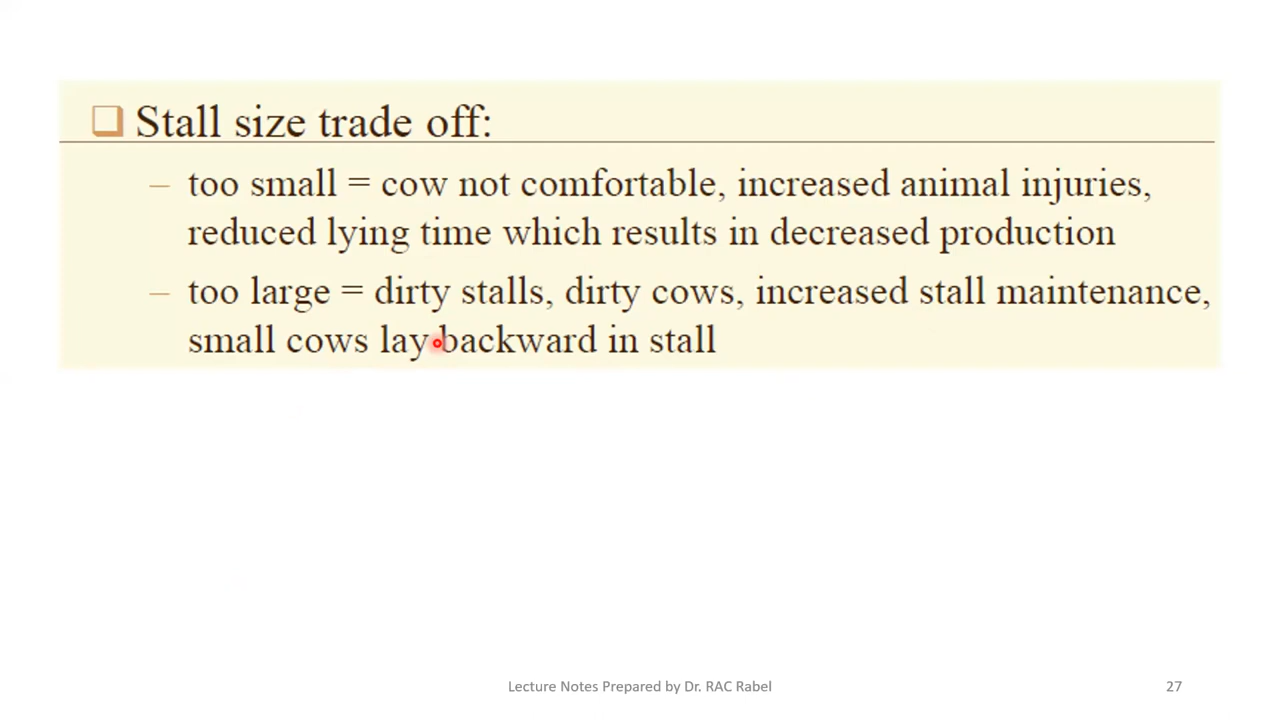 Stall size trade off:
– too small = cow not comfortable, increased animal injuries,
reduced lying time which results in decreased production
– too large = dirty stalls, dirty cows, increased stall maintenance,
small cows lay backward in stall
Lecture Notes Prepared by Dr. RAC Rabel
27